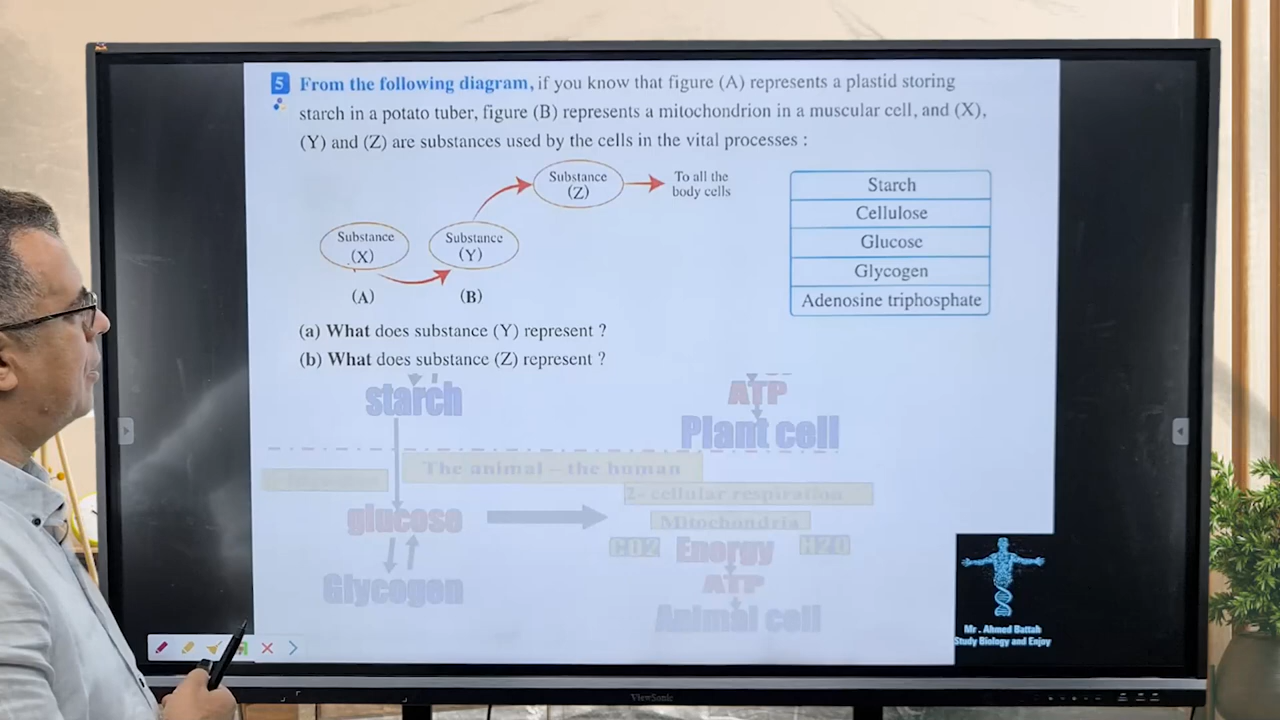 5 From the following diagram, if you know that figure (A) represents a plastid storing
starch in a potato tuber, figure (B) represents a mitochondrion in a muscular cell, and (X),
(Y) and (Z) are substances used by the cells in the vital processes :
Substance
(Z)
To all the
body cells
Substance
(X)
Substance
(Y)
(A)
(B)
Starch
Cellulose
Glucose
Glycogen
Adenosine triphosphate
(a) What does substance (Y) represent ?
(b) What does substance (Z) represent ?
starch
ATP
Plant cell
The animal – the human
2- cellular respiration
glucose
Mitochondria
CO2
Energy
H2O
Glycogen
ATP
Animal cell
Mr . Ahmed Battah
Study Biology and Enjoy
ViewSonic